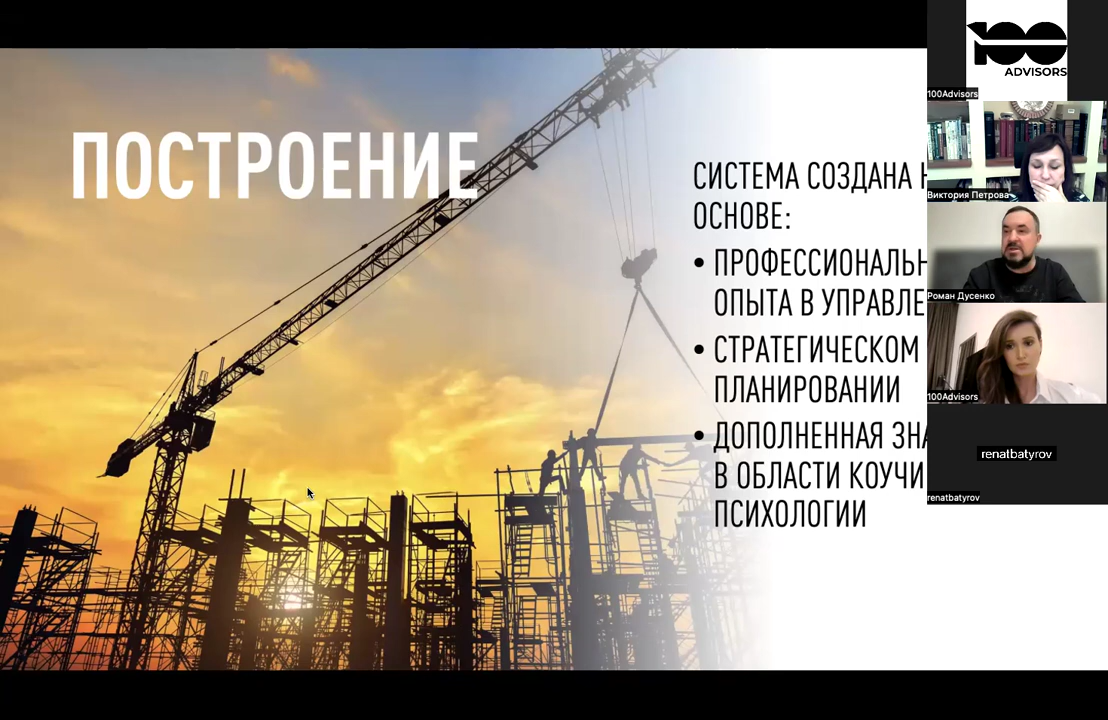 ПОСТРОЕНИЕ
СИСТЕМА СОЗДАНА
ОСНОВЕ:
• ПРОФЕССИОНАЛЬН
ОПЫТА В УПРАВЛЕ
• СТРАТЕГИЧЕСКОМ
ПЛАНИРОВАНИИ
• ДОПОЛНЕННАЯ ЗНА
В ОБЛАСТИ КОУЧИ
ПСИХОЛОГИИ
100
ADVISORS
100Advisors
Виктория Петрова
Роман Дусенко
100Advisors
renatbatyrov
renatbatyrov